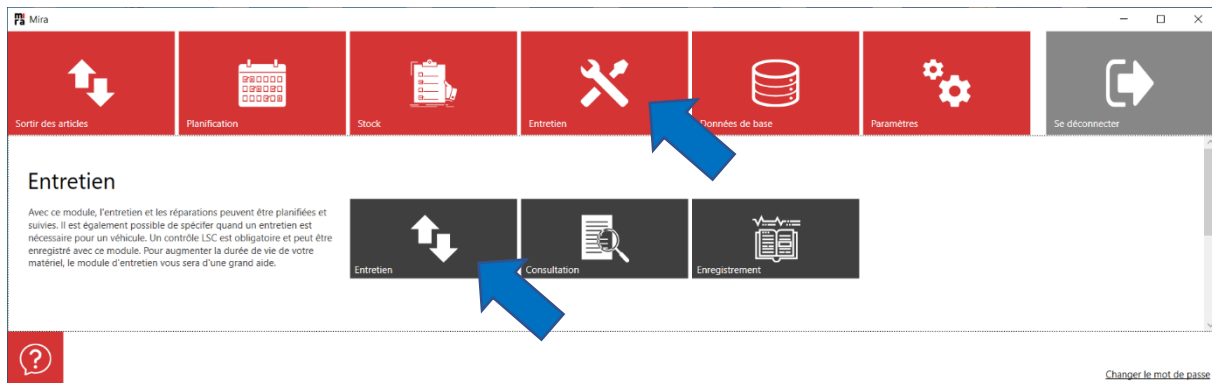 mira Mira
Sortir des articles
Planification
Stock
Entretien
Données de base
Paramètres
Se déconnecter
Entretien
Avec ce module, l'entretien et les réparations peuvent être planifiées et
suivies. Il est également possible de spécifer quand un entretien est
nécessaire pour un véhicule. Un contrôle LSC est obligatoire et peut être
enregistré avec ce module. Pour augmenter la durée de vie de votre
matériel, le module d'entretien vous sera d'une grand aide.
Entretien
Consultation
Enregistrement
?
Changer le mot de passe